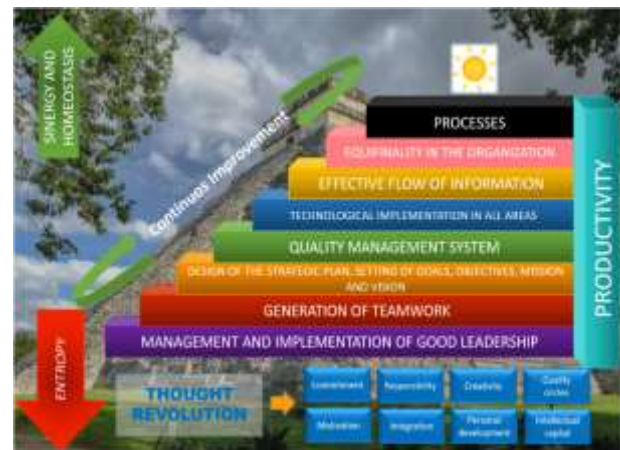 SINERGY AND
HOMEOSTASIS
Continuos Improvement
PROCESSES
EQUIFINALITY IN THE ORGANIZATION
EFFECTIVE FLOW OF INFORMATION
TECHNOLOGICAL IMPLEMENTATION IN ALL AREAS
QUALITY MANAGEMENT SYSTEM
DESIGN OF THE STRATEGIC PLAN, SETTING OF GOALS, OBJECTIVES, MISSION
AND VISION
GENERATION OF TEAMWORK
MANAGEMENT AND IMPLEMENTATION OF GOOD LEADERSHIP
PRODUCTIVITY
ENTROPY
THOUGHT
REVOLUTION
Commitment
Responsibility
Creativity
Quality
circles
Motivation
Integration
Personal
development
Intellectual
capital